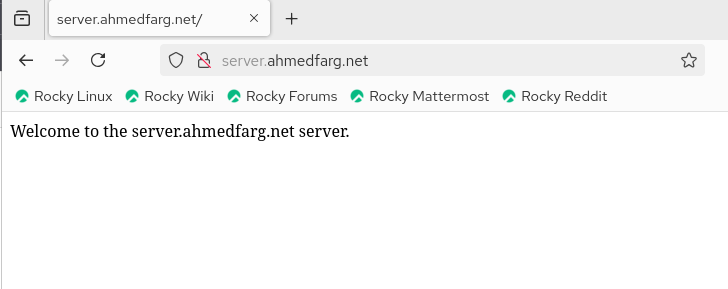 server.ahmedfarg.net/
server.ahmedfarg.net
Rocky Linux Rocky Wiki Rocky Forums Rocky Mattermost Rocky Reddit
Welcome to the server.ahmedfarg.net server.